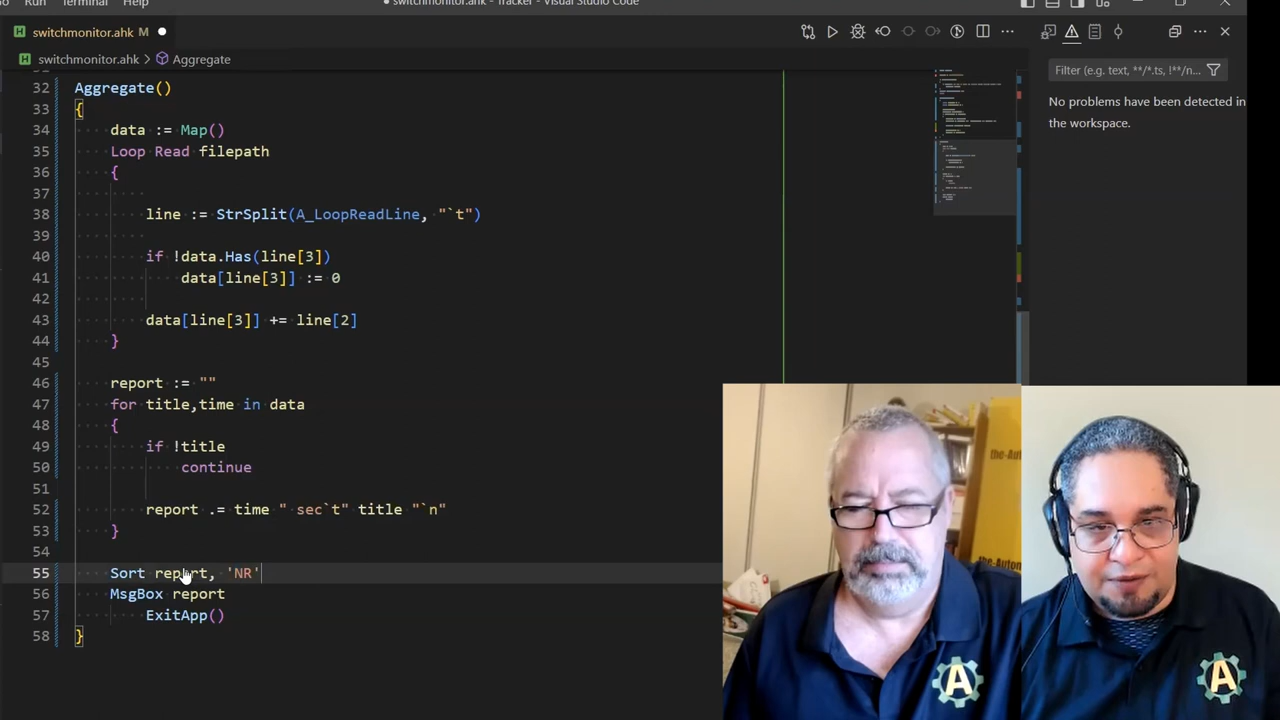 Run Terminal Help
switchmonitor.ahk - Tracker - Visual Studio Code
switchmonitor.ahk M
switchmonitor.ahk > Aggregate
32 Aggregate()
33 {
34 data := Map()
35 Loop Read filepath
36 {
37
38 line := StrSplit(A_LoopReadLine, "`t")
39
40 if !data.Has(line[3])
41 data[line[3]] := 0
42
43 data[line[3]] += line[2]
44 }
45
46 report := ""
47 for title,time in data
48 {
49 if !title
50 continue
51
52 report .= time " sec`t" title "`n"
53 }
54
55 Sort report, 'NR'
56 MsgBox report
57 ExitApp()
58 }
Filter (e.g. text, **/*.ts, !**/n...
No problems have been detected in
the workspace.
the-Autom
the-Autom
A
A